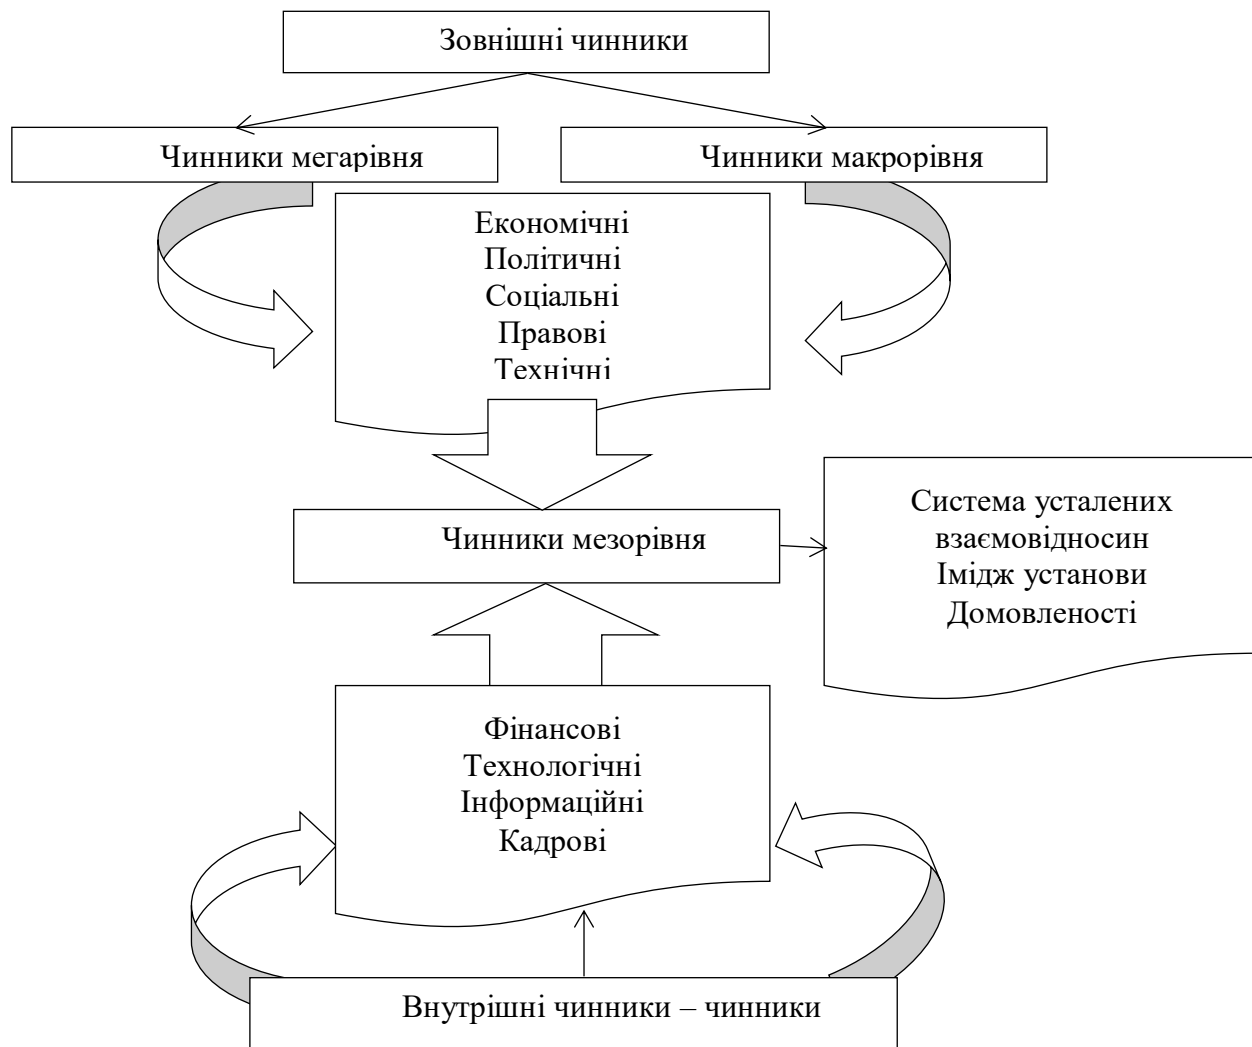 Зовнішні чинники
Чинники мегарівня
Чинники макрорівня
Економічні
Політичні
Соціальні
Правові
Технічні
Чинники мезорівня
Система усталених
взаємовідносин
Імідж установи
Домовленості
Фінансові
Технологічні
Інформаційні
Кадрові
Внутрішні чинники – чинники